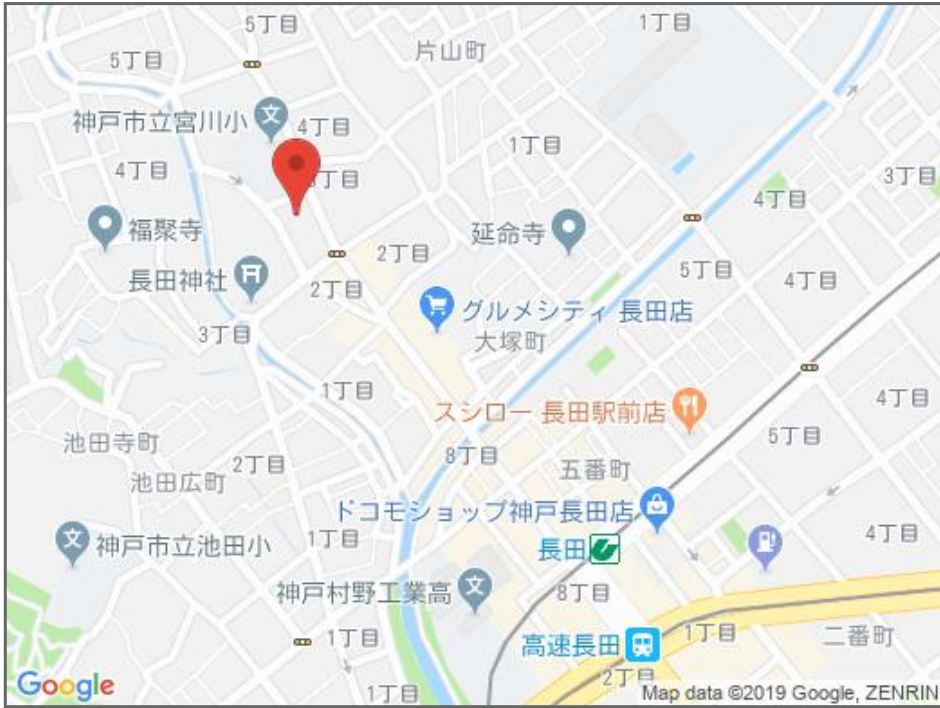 5丁目
1丁目
片山町
5丁目
神戸市立宮川小
4丁目
1丁目
4丁目
丁目
3丁目
4丁目
福聚寺
延命寺
2丁目
5丁目
長田神社
2丁目
4丁目
グルメシティ 長田店
3丁目
大塚町
1丁目
4丁目
スシロー 長田駅前店
5丁目
池田寺町
8丁目
2丁目
五番町
池田広町
ドコモショップ神戸長田店
4丁目
神戸市立池田小
1丁目
長田
神戸村野工業高
8丁目
1丁目
高速長田
1丁目
二番町
2丁目
Google
1丁目
Map data ©2019 Google, ZENRIN